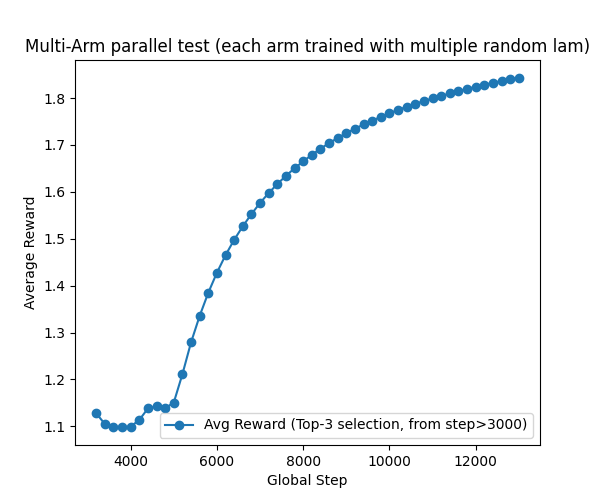 Multi-Arm parallel test (each arm trained with multiple random lam)
1.8
1.7
1.6
1.5
1.4
1.3
1.2
1.1
Average Reward
Avg Reward (Top-3 selection, from step>3000)
4000 6000 8000 10000 12000
Global Step